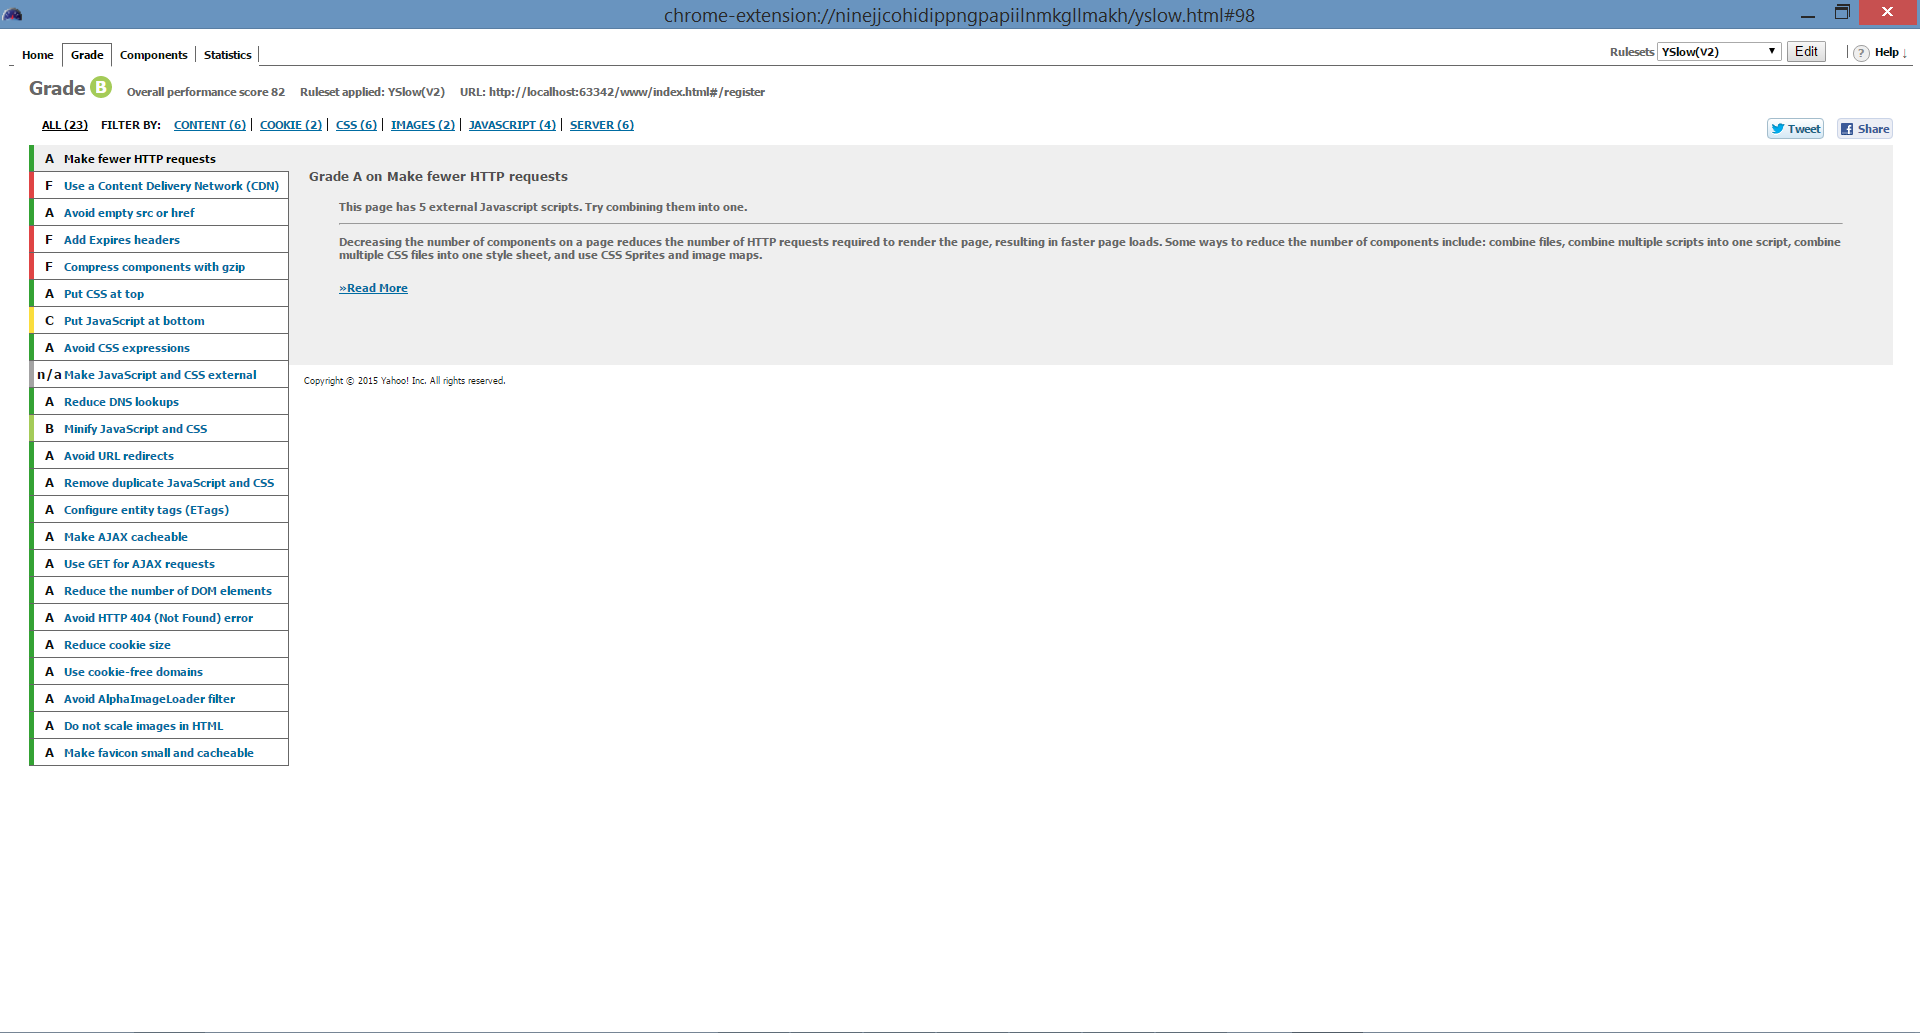 chrome-extension://ninejjcohidippngpapiilnmkgllmakh/yslow.html#98
Home Grade Components Statistics Rulesets YSlow(V2) Edit ? Help ↓
Grade B Overall performance score 82 Ruleset applied: YSlow(V2) URL: http://localhost:63342/www/index.html#/register
ALL (23) FILTER BY: CONTENT (6) COOKIE (2) CSS (6) IMAGES (2) JAVASCRIPT (4) SERVER (6)
Tweet Share
A Make fewer HTTP requests
F Use a Content Delivery Network (CDN)
A Avoid empty src or href
F Add Expires headers
F Compress components with gzip
A Put CSS at top
C Put JavaScript at bottom
A Avoid CSS expressions
n/a Make JavaScript and CSS external
A Reduce DNS lookups
B Minify JavaScript and CSS
A Avoid URL redirects
A Remove duplicate JavaScript and CSS
A Configure entity tags (ETags)
A Make AJAX cacheable
A Use GET for AJAX requests
A Reduce the number of DOM elements
A Avoid HTTP 404 (Not Found) error
A Reduce cookie size
A Use cookie-free domains
A Avoid AlphaImageLoader filter
A Do not scale images in HTML
A Make favicon small and cacheable
Grade A on Make fewer HTTP requests
This page has 5 external Javascript scripts. Try combining them into one.
Decreasing the number of components on a page reduces the number of HTTP requests required to render the page, resulting in faster page loads. Some ways to reduce the number of components include: combine files, combine multiple scripts into one script, combine
multiple CSS files into one style sheet, and use CSS Sprites and image maps.
»Read More
Copyright © 2015 Yahoo! Inc. All rights reserved.